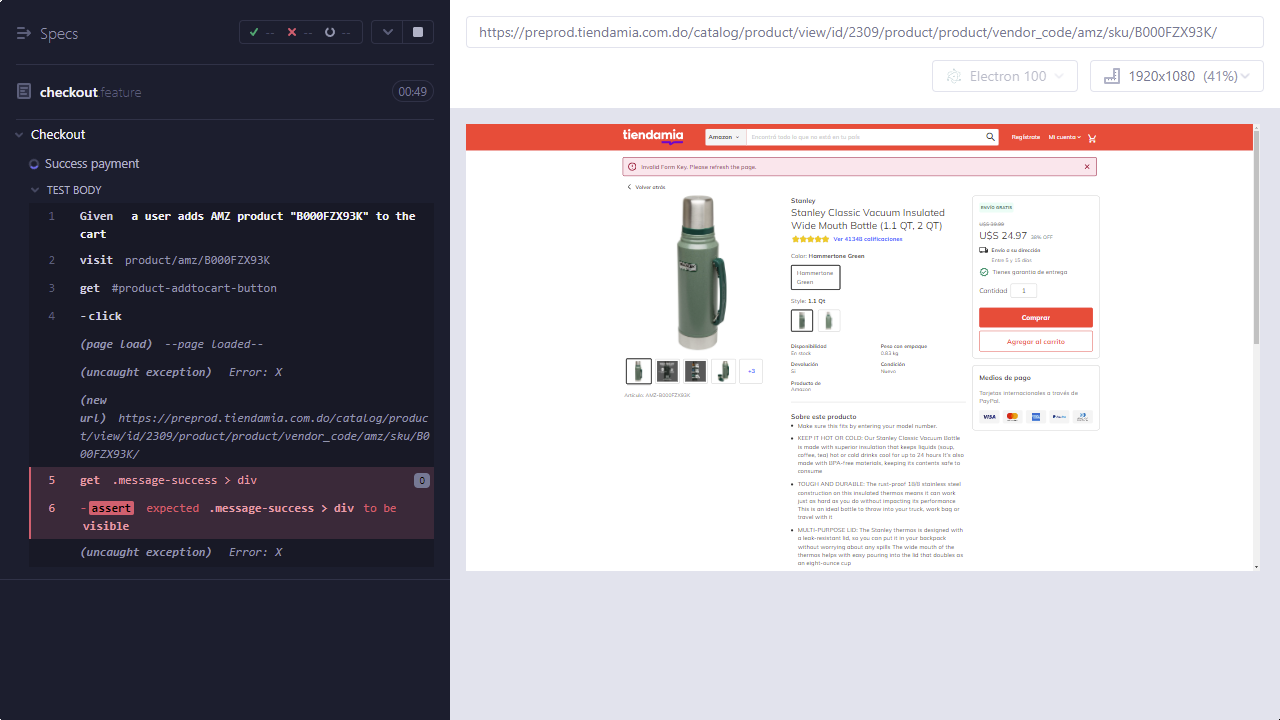 Specs
-- -- --
checkout.feature
00:49
Checkout
Success purchase
TEST BODY
1 Given a user adds AMZ product "B000FZX93K" to the
cart
2 visit producto/amz/B000FZX93K
3 get #product-addtocart-button
4 -click
(page load) --page loaded--
(caught exception) Error: X
(new
url) https://preprod.tiendamia.com.do/catalog/produc
t/view/id/2309/product/product/vendor_code/amz/sku/B0
00FZX93K/
5 get .message-success > div
0
6 -assert expected .message-success > div to be
visible
(caught exception) Error: X
https://preprod.tiendamia.com.do/catalog/product/view/id/2309/product/product/vendor_code/amz/sku/B000FZX93K/
Electron 100
1920x1080 (41%)
tiendamia
Amazon
Encontrá todo lo que no está en tu país
Regístrate
Mi cuenta
Invalid Form Key. Please refresh the page.
Volver atrás
Stanley
Stanley Classic Vacuum Insulated
Wide Mouth Bottle (1.1 QT, 2 QT)
Ver 41348 calificaciones
Color: Hammertone Green
Hammertone
Green
Style: 1.1 Qt
Disponibilidad
En stock
Peso con empaque
0.83 kg.
Devolución
Si
Condición
Nuevo
Producto de
Amazon
+3
Artículo: AMZ-B000FZX93K
Sobre este producto
Make sure this fits by entering your model number.
KEEP IT HOT OR COLD: Our Stanley Classic Vacuum Bottle
is made with superior insulation that keeps liquids (soup,
coffee, tea) hot or cold drinks cool for up to 24 hours It's also
made with BPA-free materials, keeping its contents safe to
consume
TOUGH AND DURABLE: The rust-proof 18/8 stainless steel
construction on this insulated thermos means it can work
just as hard as you do without impacting its performance
This is an ideal bottle to throw into your truck, work bag or
travel with it
MULTI-PURPOSE LID: The Stanley thermos is designed with
a leak-resistant lid, so you can put it in your backpack
without worrying about any spills The wide mouth of the
thermos helps with easy pouring into the lid that doubles as
an eight-ounce cup
ENVÍO GRATIS
U$S 24.97 38% OFF
Envío a su dirección
Entre 5 y 15 días
Tienes garantía de entrega
Cantidad 1
Comprar
Agregar al carrito
Medios de pago
Tarjetas internacionales a través de
PayPal.
VISA